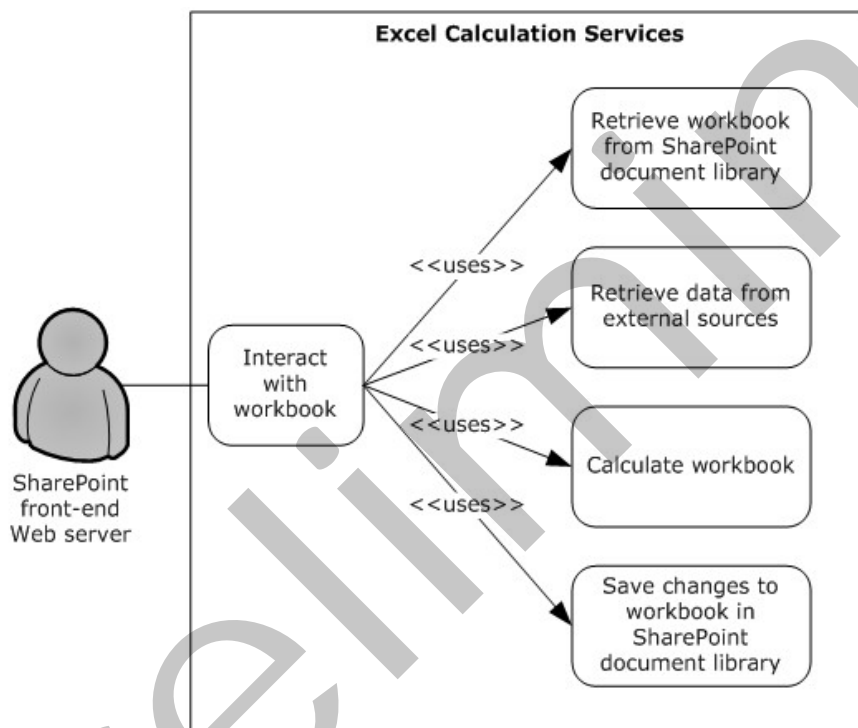 Excel Calculation Services
Retrieve workbook
from SharePoint
document library
<<uses>>
Retrieve data from
external sources
<<uses>>
Interact
with
workbook
<<uses>>
Calculate workbook
SharePoint
front-end
Web server
<<uses>>
Save changes to
workbook in
SharePoint
document library
elimin